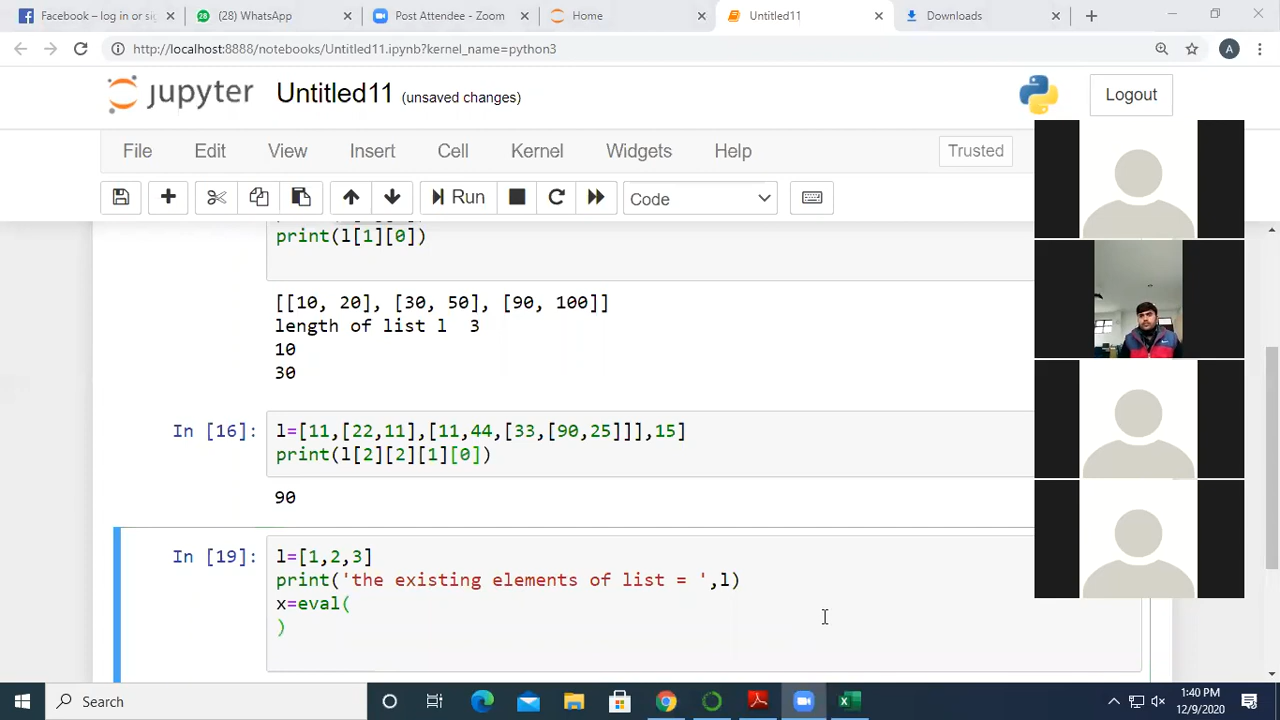 Facebook – log in or si
(28) WhatsApp
Post Attendee - Zoom
Home
Untitled11
Downloads
http://localhost:8888/notebooks/Untitled11.ipynb?kernel_name=python3
A
jupyter Untitled11 (unsaved changes)
Logout
File Edit View Insert Cell Kernel Widgets Help
Trusted
Run
Code
print(l[1][0])
[[10, 20], [30, 50], [90, 100]]
length of list l 3
10
30
In [16]: l=[11,[22,11],[11,44,[33,[90,25]]],15]
print(l[2][2][1][0])
90
In [19]: l=[1,2,3]
print('the existing elements of list = ',l)
x=eval(
)
Search
1:40 PM
12/9/2020